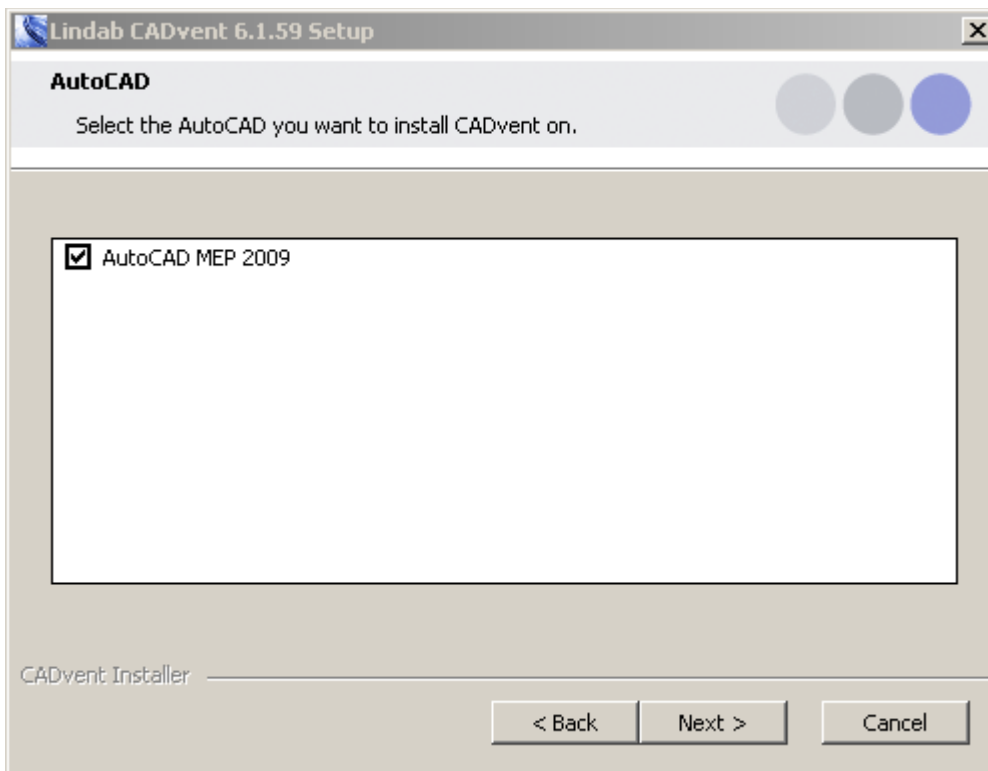 Lindab CADvent 6.1.59 Setup
AutoCAD
Select the AutoCAD you want to install CADvent on.
AutoCAD MEP 2009
CADvent Installer
< Back Next > Cancel